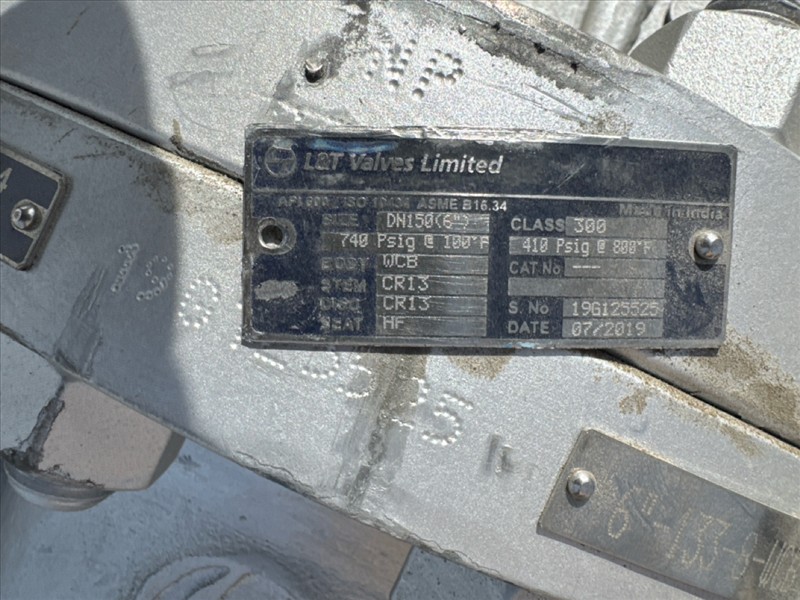 NP
L&T Valves Limited
API 600 / ISO 10434 ASME B16.34
Made in India
SIZE DN150(6") CLASS 300
740 Psig @ 100°F 410 Psig @ 800°F
BODY WCB CAT No ---
STEM CR13
DISC CR13 S. No 19G125525
SEAT HF DATE 07/2019
4